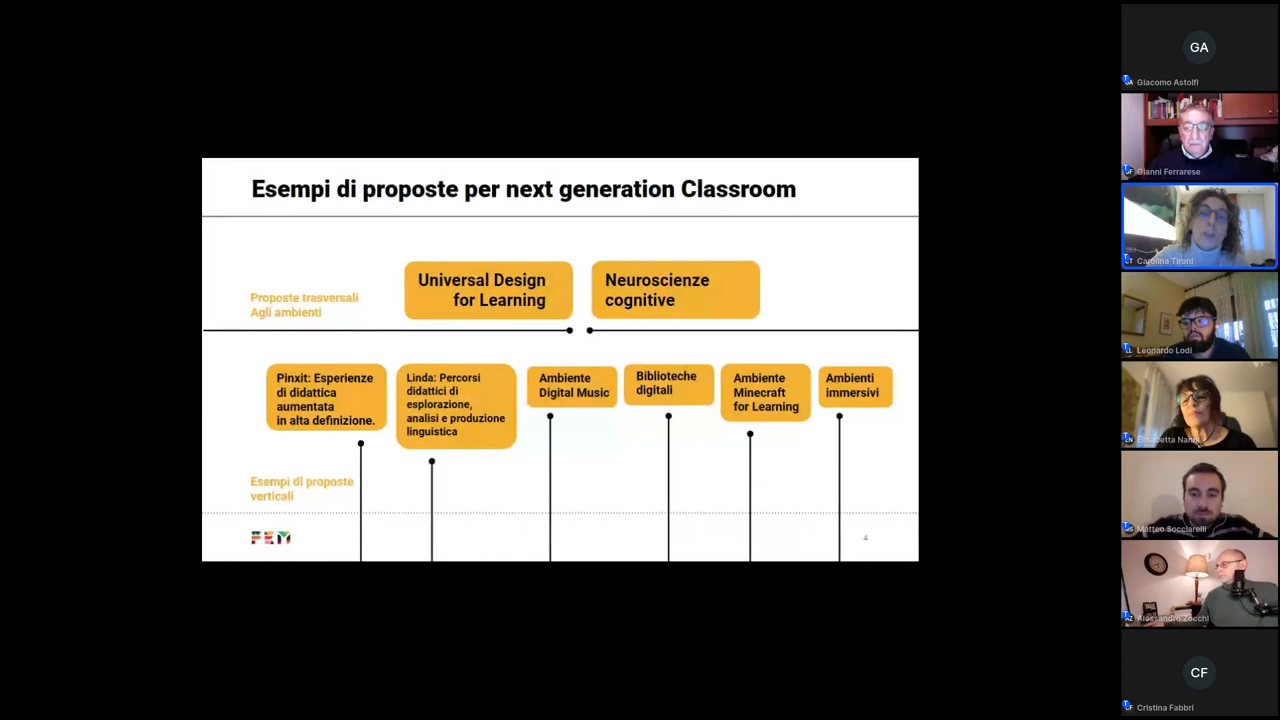 Esempi di proposte per next generation Classroom
Proposte trasversali
Agli ambienti
Universal Design
for Learning
Neuroscienze
cognitive
Pinxit: Esperienze
di didattica
aumentata
in alta definizione.
Linda: Percorsi
didattici di
esplorazione,
analisi e produzione
linguistica
Ambiente
Digital Music
Biblioteche
digitali
Ambiente
Minecraft
for Learning
Ambienti
immersivi
Esempi di proposte
verticali
FEM
4
GA
Giacomo Astolfi
Gianni Ferrarese
Carolina Tironi
Leonardo Lodi
Elisabetta Nanni
Matteo Socciarelli
Alessandro Zocchi
CF
Cristina Fabbri